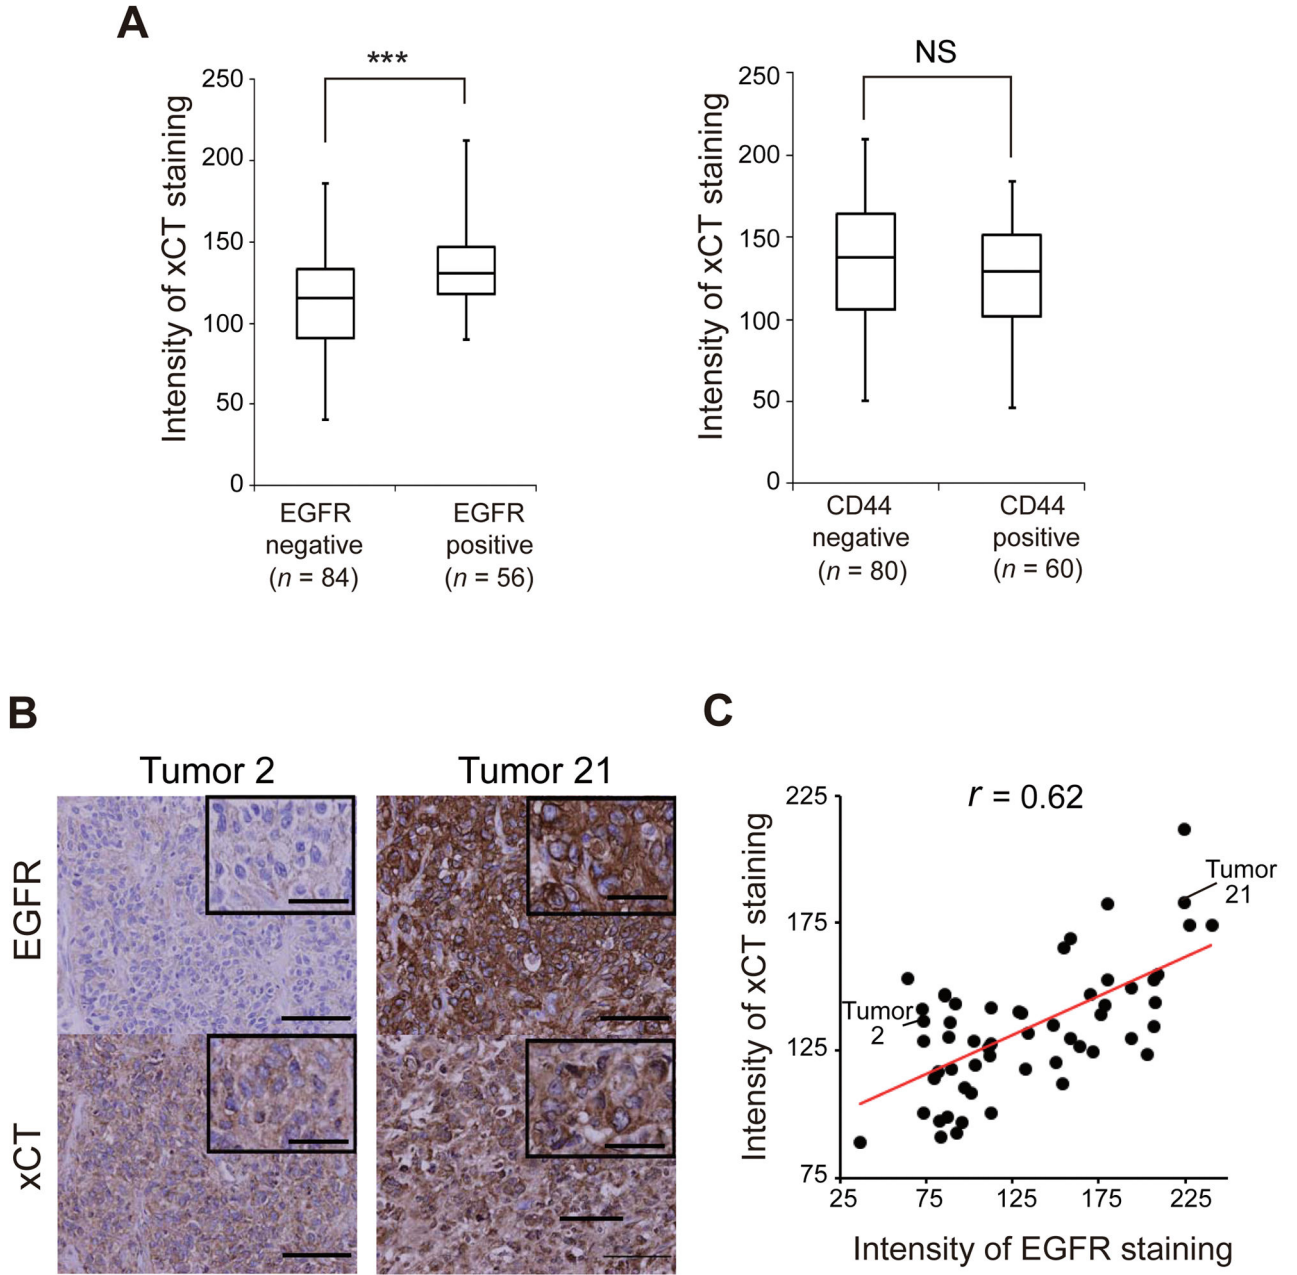 A
***
NS
250
200
150
100
50
0
Intensity of xCT staining
EGFR
negative
(n = 84)
EGFR
positive
(n = 56)
250
200
150
100
50
0
Intensity of xCT staining
CD44
negative
(n = 80)
CD44
positive
(n = 60)
B
Tumor 2
Tumor 21
EGFR
xCT
C
r = 0.62
225
175
125
75
Intensity of xCT staining
Tumor
21
Tumor
2
25
75
125
175
225
Intensity of EGFR staining